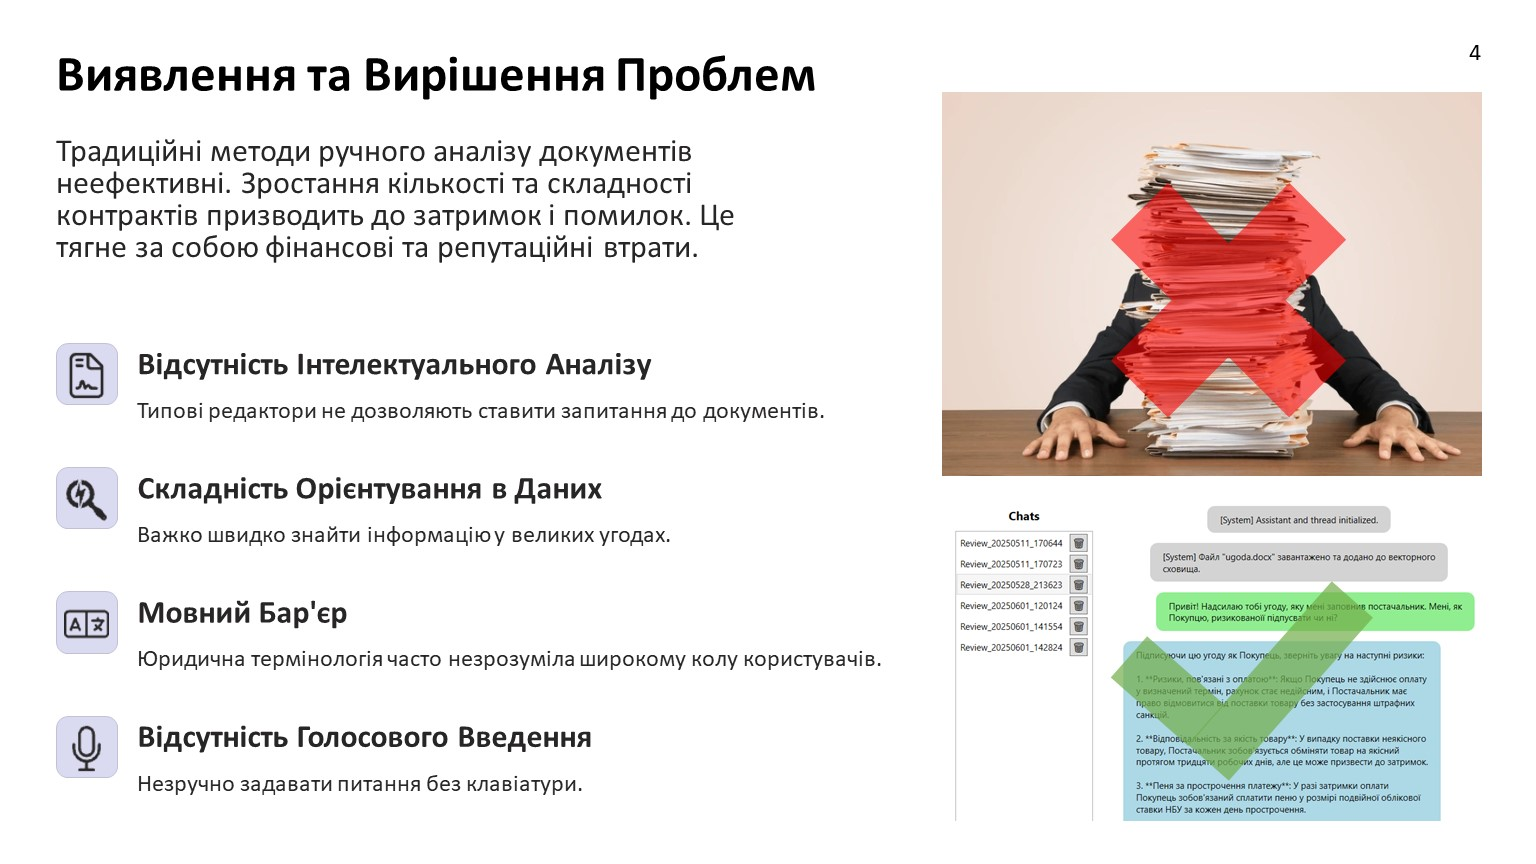 4
Виявлення та Вирішення Проблем
Традиційні методи ручного аналізу документів
неефективні. Зростання кількості та складності
контрактів призводить до затримок і помилок. Це
тягне за собою фінансові та репутаційні втрати.
Відсутність Інтелектуального Аналізу
Типові редактори не дозволяють ставити запитання до документів.
Складність Орієнтування в Даних
Важко швидко знайти інформацію у великих угодах.
Мовний Бар'єр
Юридична термінологія часто незрозуміла широкому колу користувачів.
Відсутність Голосового Введення
Незручно задавати питання без клавіатури.
Chats
Review_20250511_170644
Review_20250511_170723
Review_20250528_213623
Review_20250601_120124
Review_20250601_141554
Review_20250601_142824
[System] Assistant and thread initialized.
[System] Файл "ugoda.docx" завантажено та додано до векторного
сховища.
Привіт! Надсилаю тобі угоду, яку мені заповнив постачальник. Мені, як
Покупцю, ризикованоїі підпусвати чи ні?
Підписуючи цю угоду як Покупець, зверніть увагу на наступні ризики:
1. **Ризики, пов'язані з оплатою**: Якщо Покупець не здійснює оплату
у визначений термін, рахунок стає недійсним, і Постачальник має
право відмовитися від поставки товару без застосування штрафних
санкцій.
2. **Відповідальність за якість товару**: У випадку поставки неякісного
товару, Постачальник зобов'язується обміняти товар на якісний
протягом тридцяти робочих днів, але це може призвести до затримок.
3. **Пеня за прострочення платежу**: У разі затримки оплати
Покупець зобов'язаний сплатити пеню у розмірі подвійної облікової
ставки НБУ за кожен день прострочення.